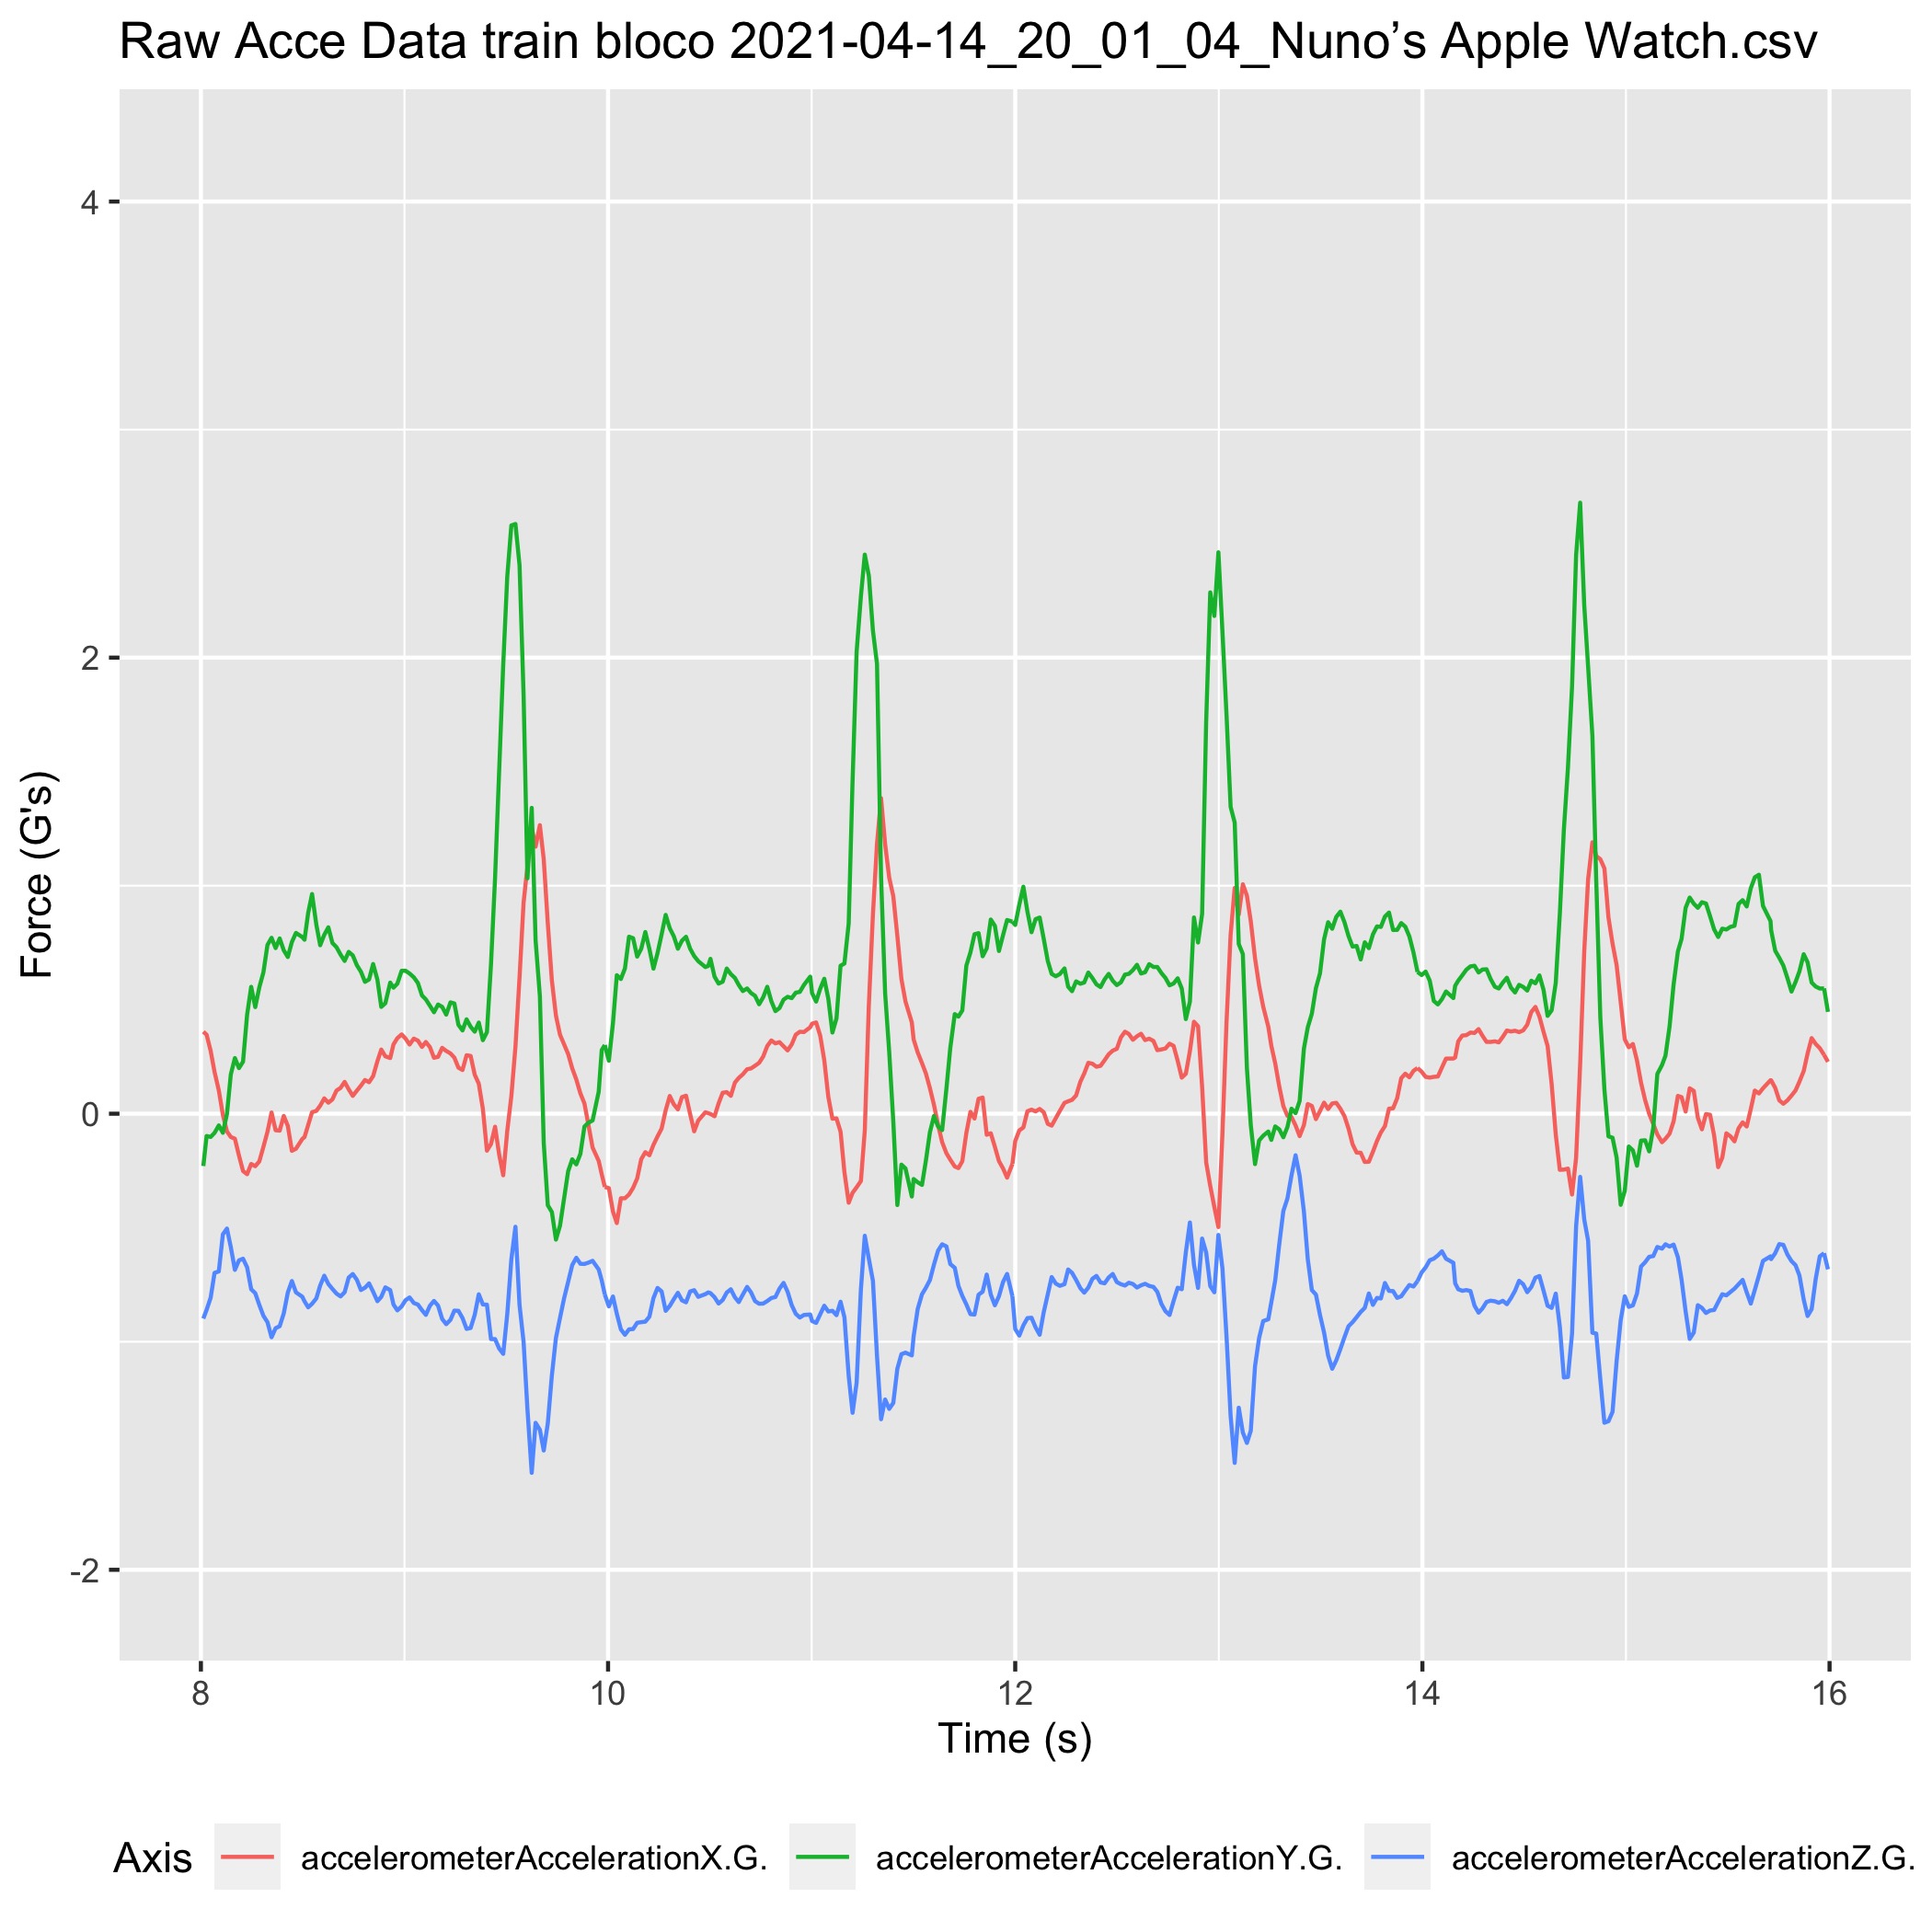 Raw Acce Data train bloco 2021-04-14_20_01_04_Nuno’s Apple Watch.csv
4
2
0
-2
Force (G's)
8 10 12 14 16
Time (s)
Axis accelerometerAccelerationX.G. accelerometerAccelerationY.G. accelerometerAccelerationZ.G.